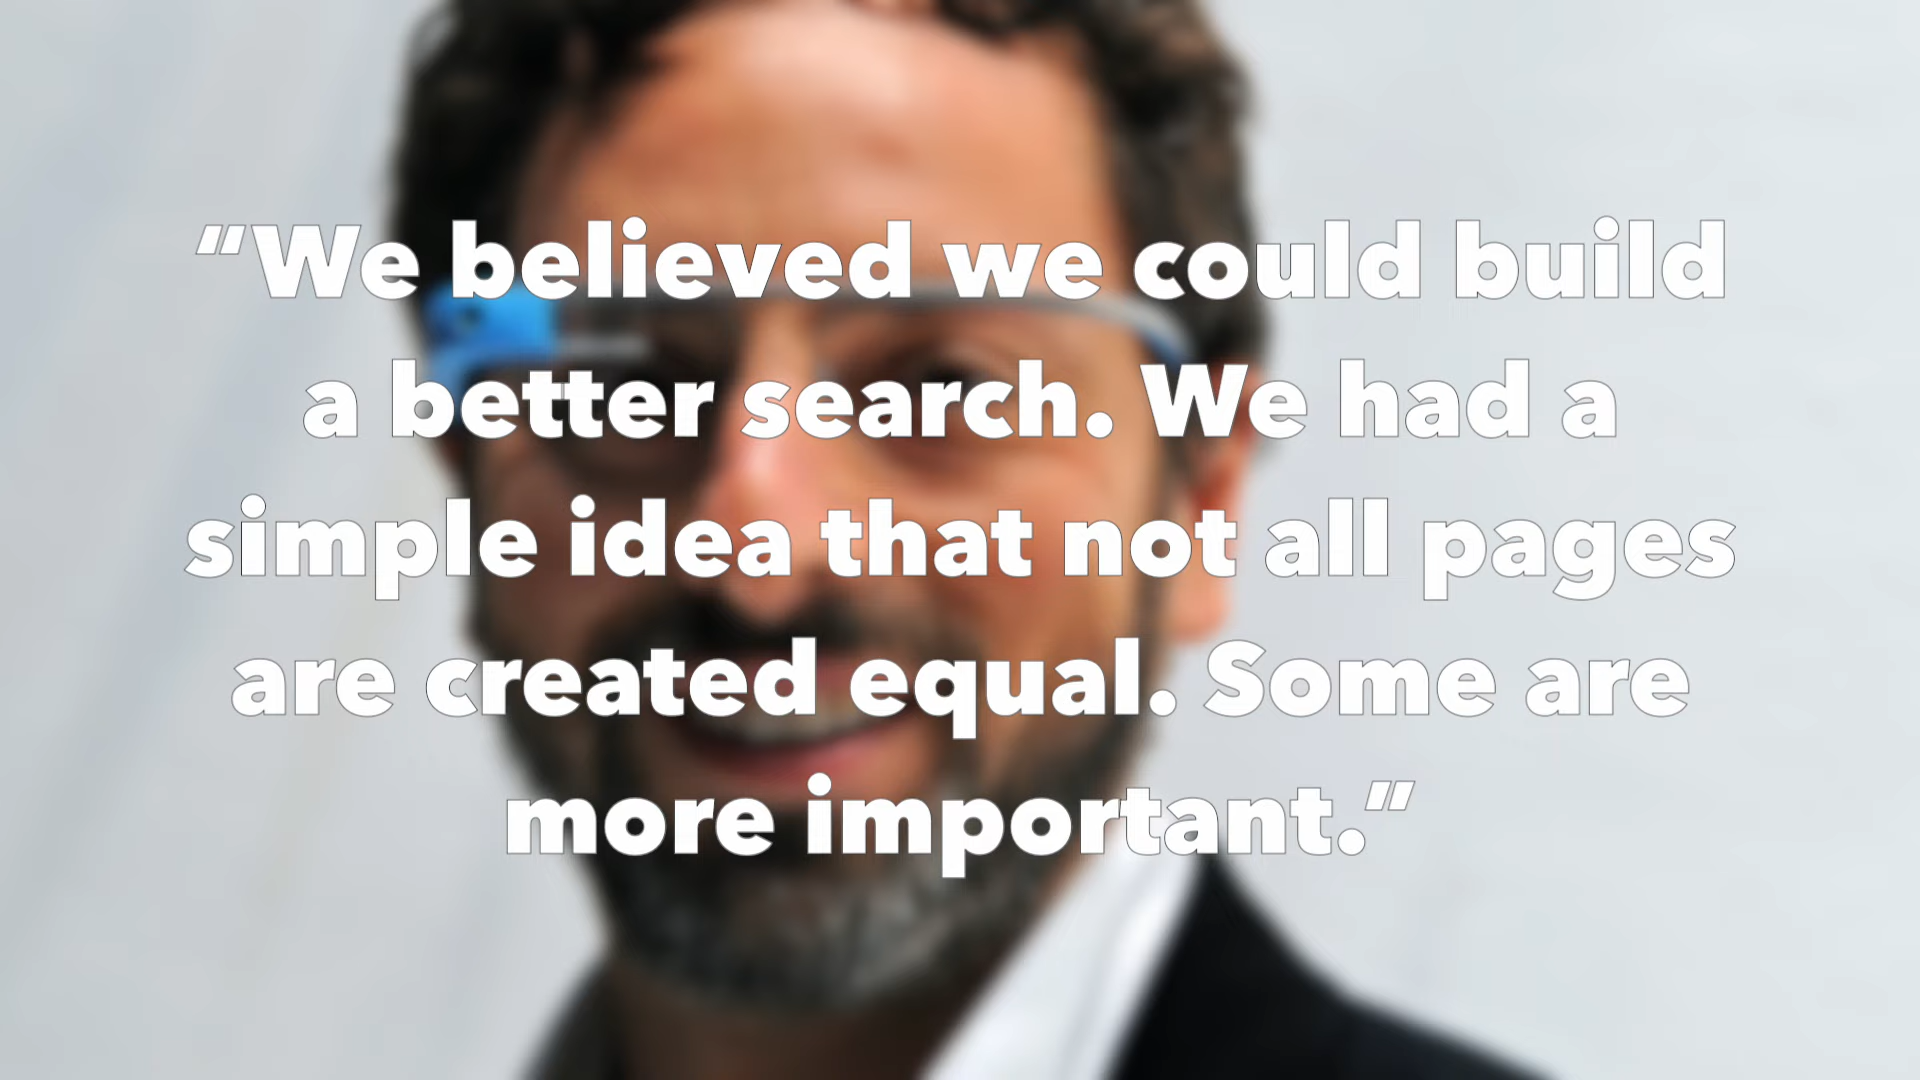 “We believed we could build
a better search. We had a
simple idea that not all pages
are created equal. Some are
more important.”